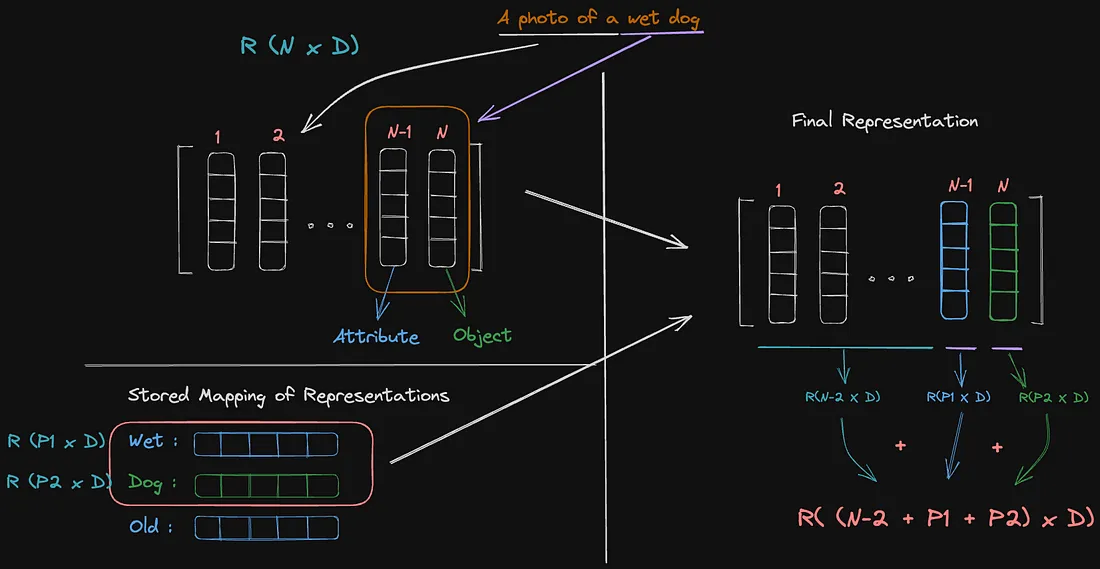 A photo of a wet dog
R (N x D)
1 2 N-1 N
Attribute Object
Stored Mapping of Representations
R (P1 x D) Wet :
R (P2 x D) Dog :
Old :
Final Representation
1 2 N-1 N
R(N-2 x D) R(P1 x D) R(P2 x D)
+ +
R( (N-2 + P1 + P2) x D)